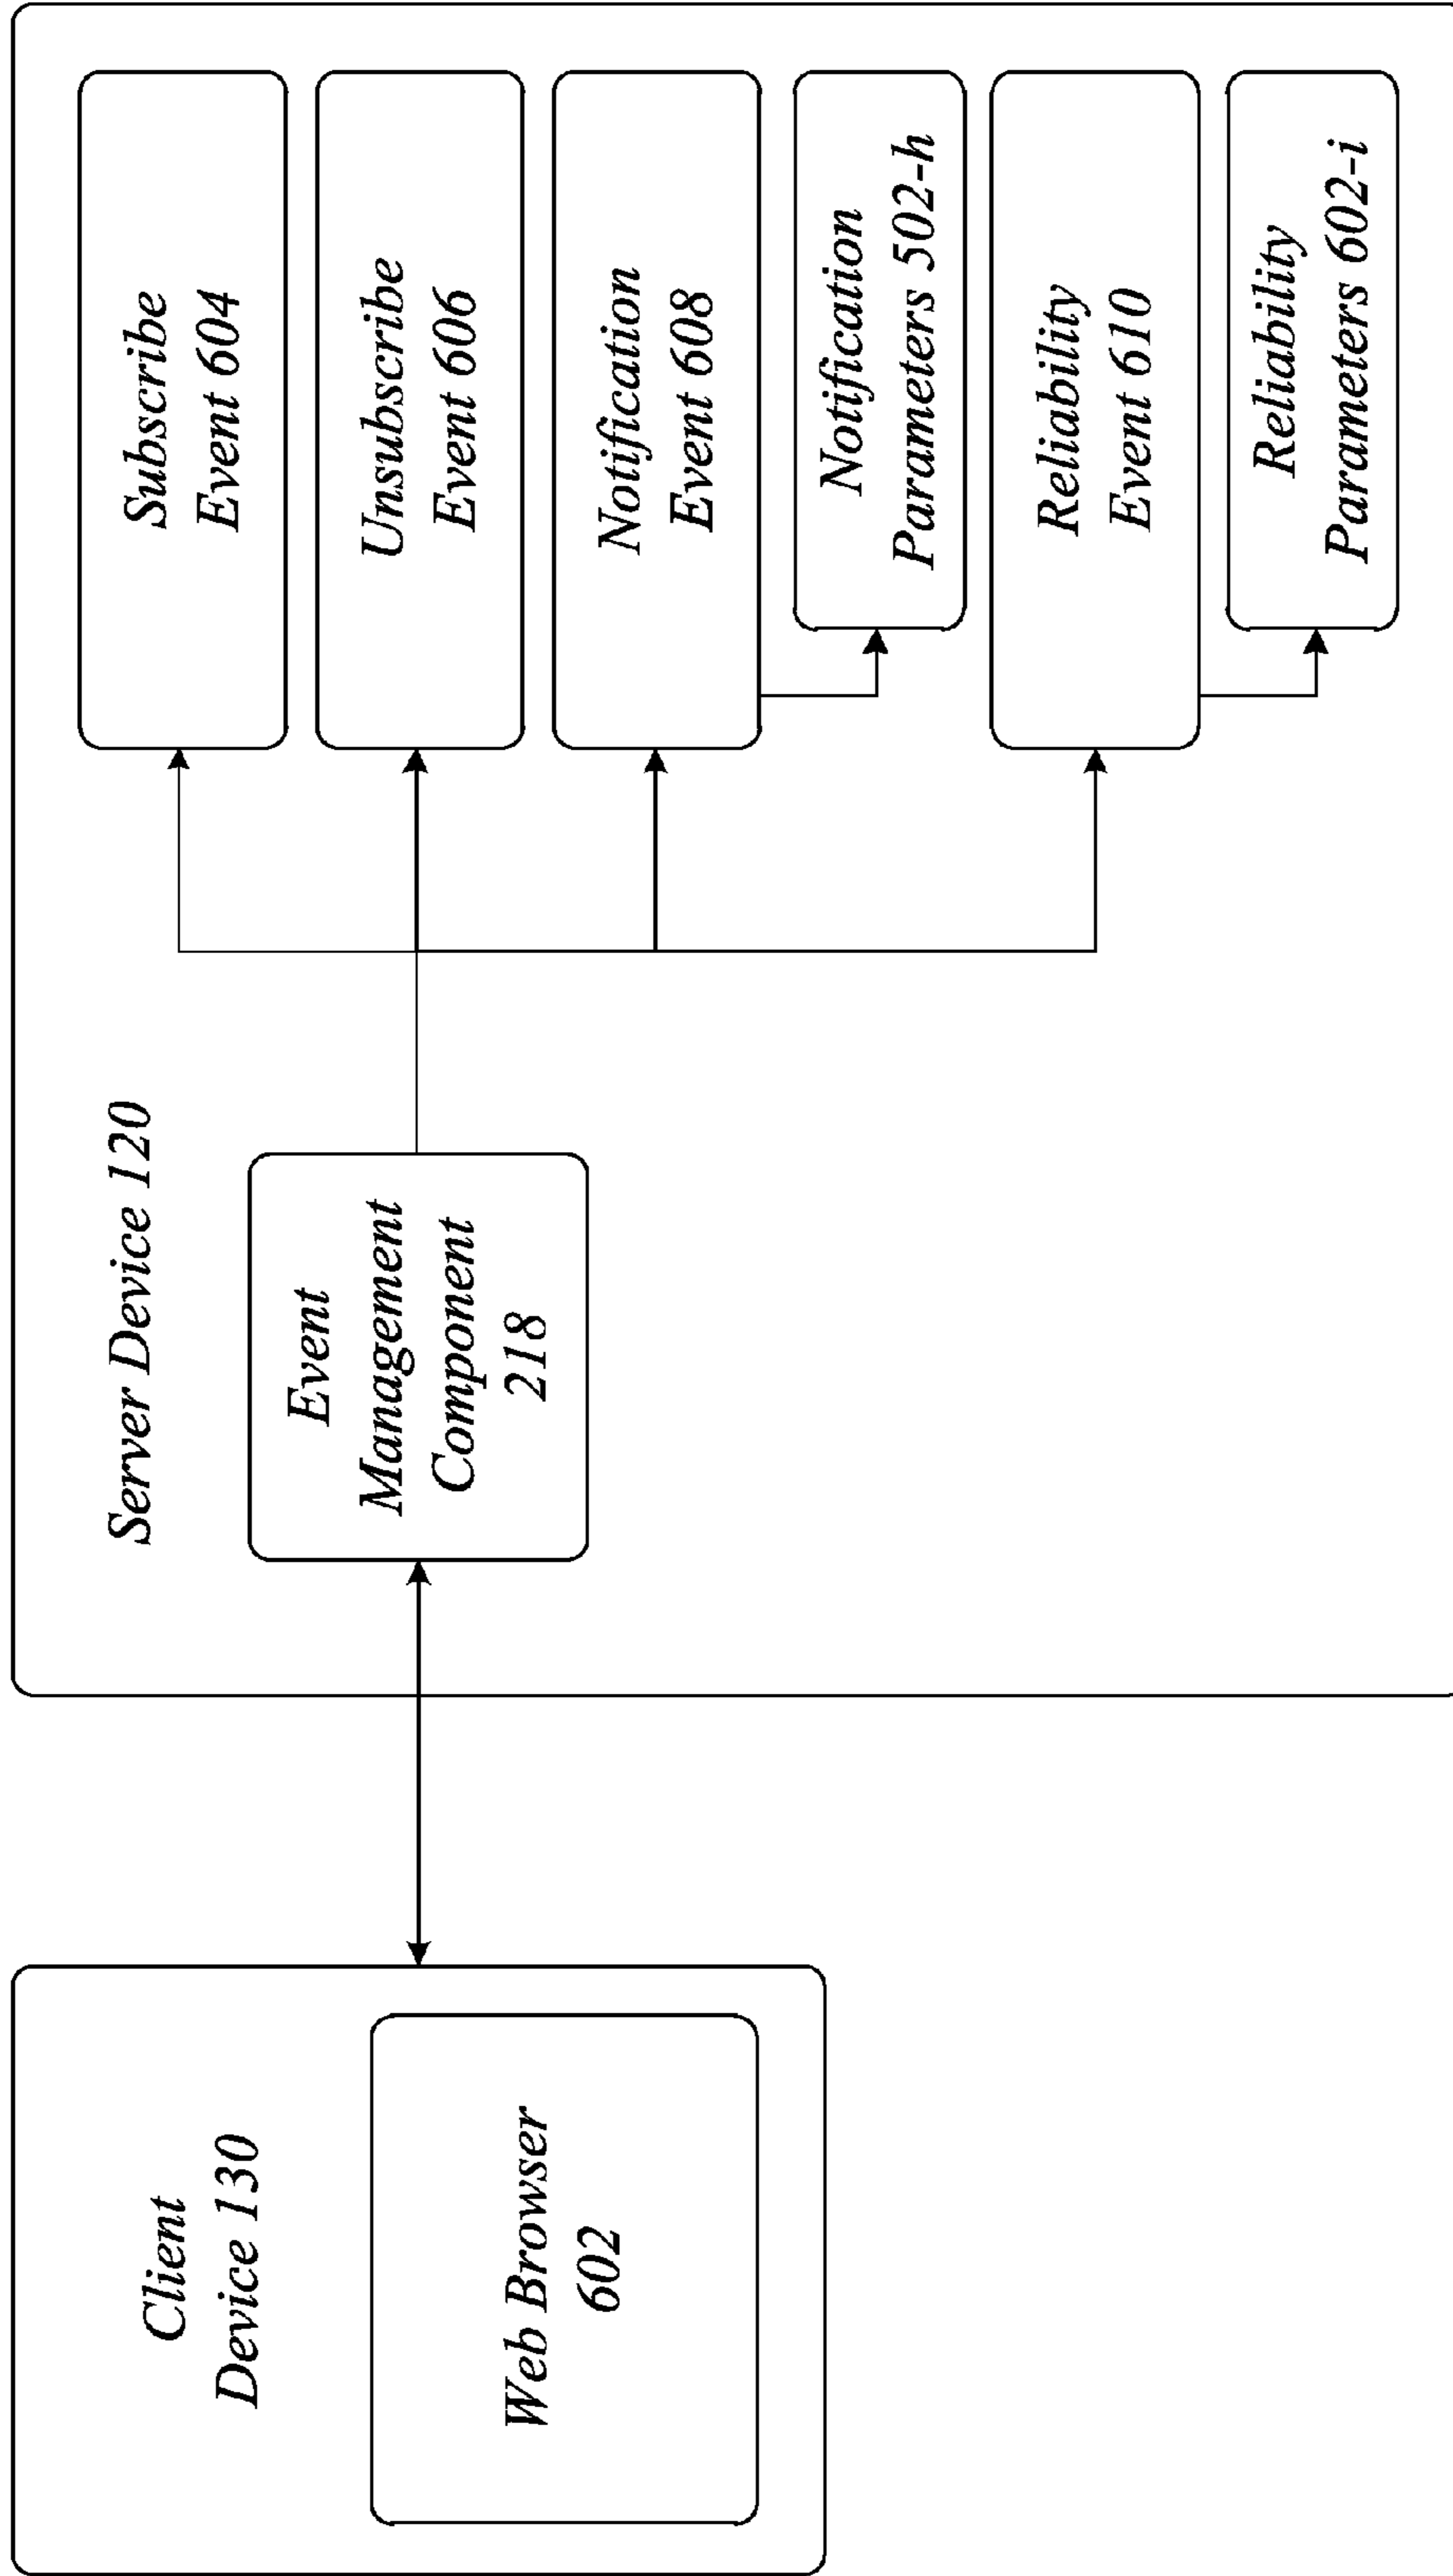 Client
Device 130
Web Browser
602
Server Device 120
Event
Management
Component
218
Subscribe
Event 604
Unsubscribe
Event 606
Notification
Event 608
Notification
Parameters 502-h
Reliability
Event 610
Reliability
Parameters 602-i